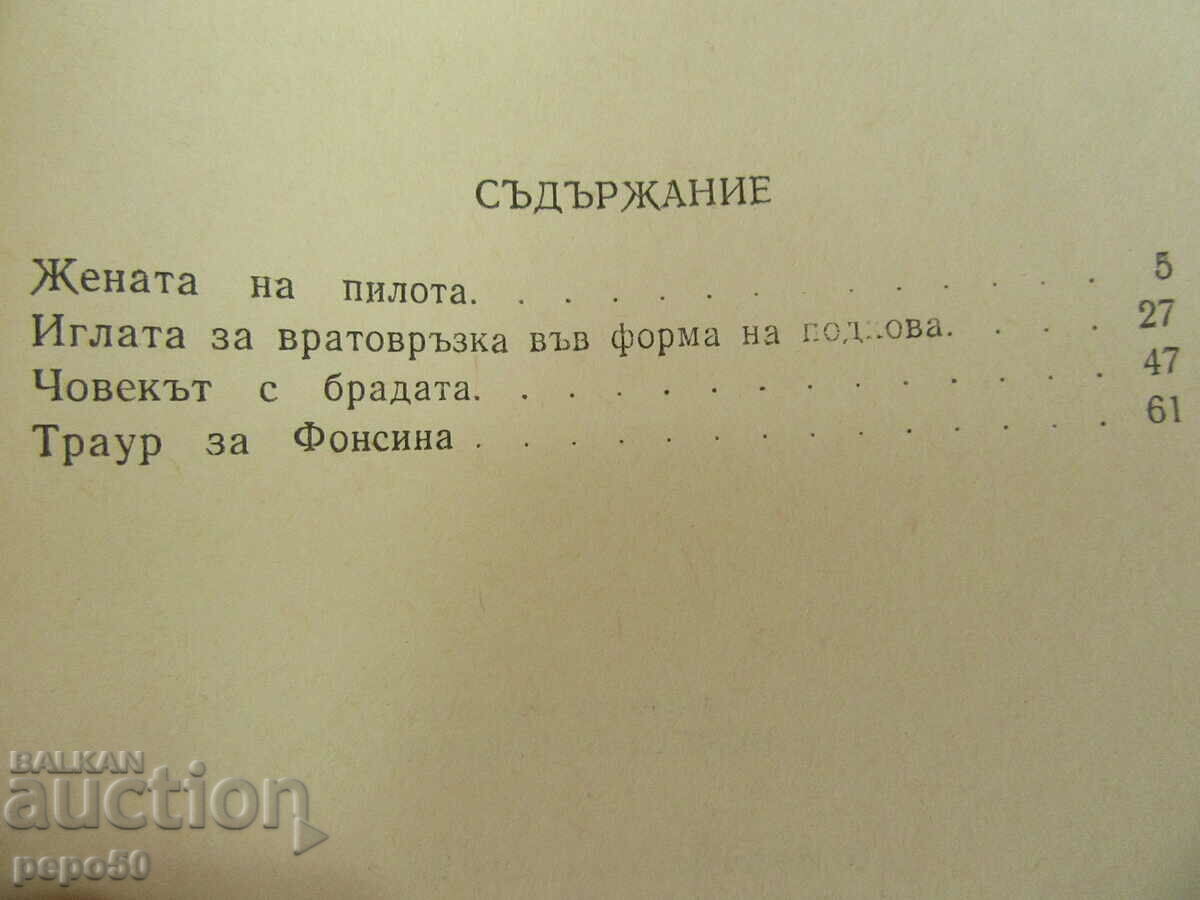 СЪДЪРЖАНИЕ
Жената на пилота. . . . . . . . . . . . . 5
Иглата за вратовръзка във форма на подкова. . . . 27
Човекът с брадата. . . . . . . . . . . . . 47
Траур за Фонсина . . . . . . . . . . . . . 61
BALKAN
auction
pepo50